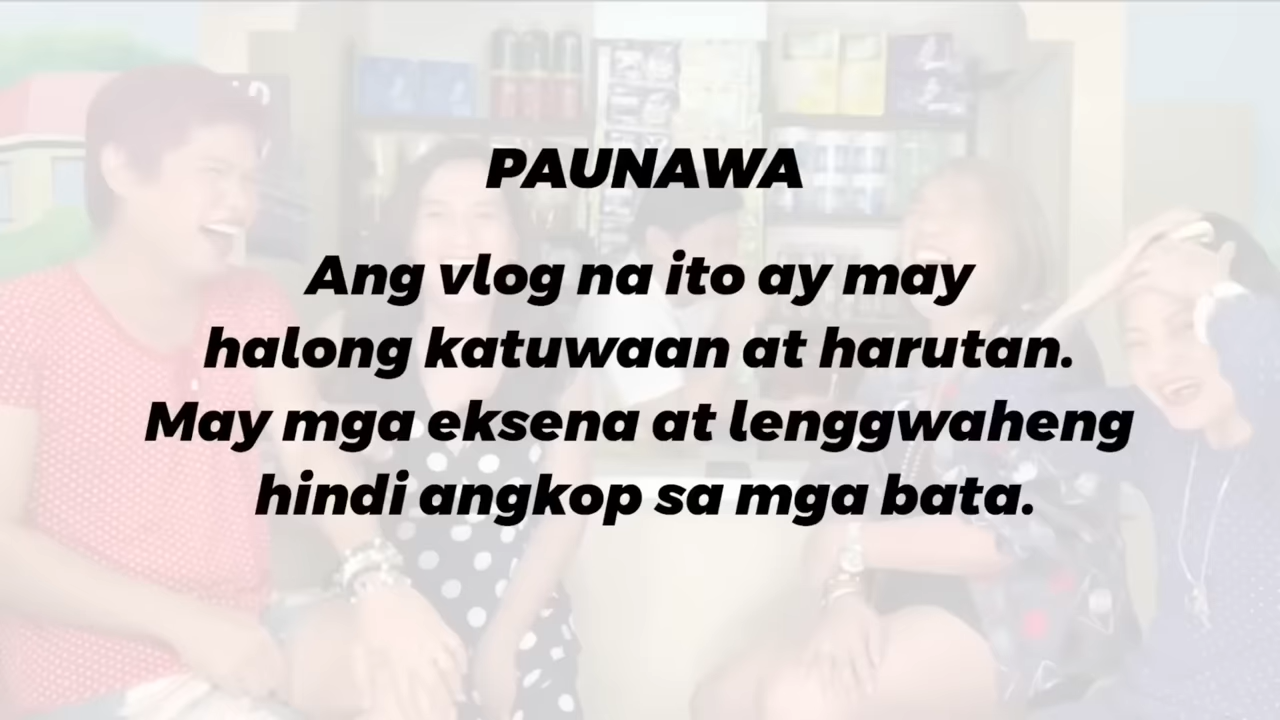 PAUNAWA
Ang vlog na ito ay may
halong katuwaan at harutan.
May mga eksena at lenggwaheng
hindi angkop sa mga bata.